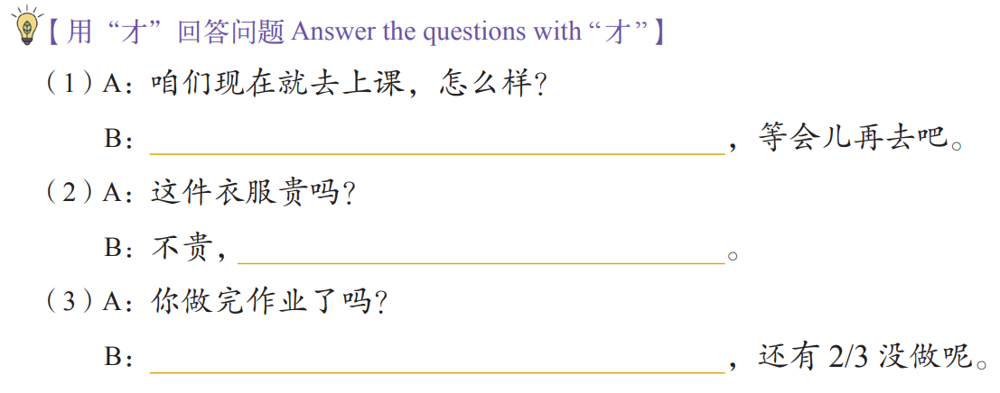 【用“才”回答问题 Answer the questions with “才”】
（1）A：咱们现在就去上课，怎么样？
B：，等会儿再去吧。
（2）A：这件衣服贵吗？
B：不贵，。
（3）A：你做完作业了吗？
B：，还有 2/3 没做呢。